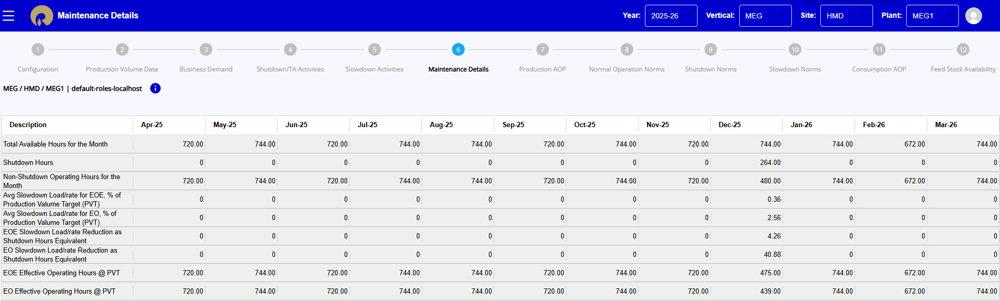 Maintenance Details Year: 2025-26 Vertical: MEG Site: HMD Plant: MEG1
1 2 3 4 5 6 7 8 9 10 11 12
Configuration Production Volume Data Business Demand Shutdown/TA Activities Slowdown Activities Maintenance Details Production AOP Normal Operation Norms Shutdown Norms Slowdown Norms Consumption AOP Feed Stock Availability
MEG / HMD / MEG1 | default-roles-localhost i
Description Apr-25 May-25 Jun-25 Jul-25 Aug-25 Sep-25 Oct-25 Nov-25 Dec-25 Jan-26 Feb-26 Mar-26
Total Available Hours for the Month 720.00 744.00 720.00 744.00 744.00 720.00 744.00 720.00 744.00 744.00 672.00 744.00
Shutdown Hours 0 0 0 0 0 0 0 0 264.00 0 0 0
Non-Shutdown Operating Hours for the
Month 720.00 744.00 720.00 744.00 744.00 720.00 744.00 720.00 480.00 744.00 672.00 744.00
Avg Slowdown Load/rate for EOE, % of
Production Valume Target (PVT) 0 0 0 0 0 0 0 0 0.36 0 0 0
Avg Slowdown Load/rate for EO, % of
Production Valume Target (PVT) 0 0 0 0 0 0 0 0 2.56 0 0 0
EOE Slowdown Load/rate Reduction as
Shutdown Hours Equivalent 0 0 0 0 0 0 0 0 4.26 0 0 0
EO Slowdown Load/rate Reduction as
Shutdown Hours Equivalent 0 0 0 0 0 0 0 0 40.88 0 0 0
EOE Effective Operating Hours @ PVT 720.00 744.00 720.00 744.00 744.00 720.00 744.00 720.00 475.00 744.00 672.00 744.00
EO Effective Operating Hours @ PVT 720.00 744.00 720.00 744.00 744.00 720.00 744.00 720.00 439.00 744.00 672.00 744.00